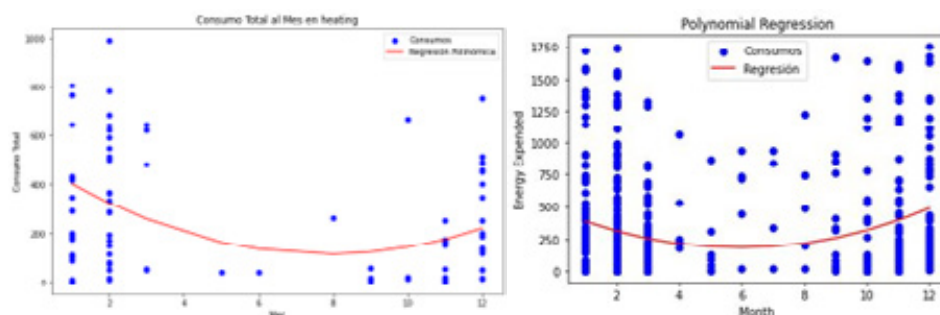 Consumo Total al Mes en heating
1000
800
600
400
200
0
Consumo Total
Consumos
Regresión Polinómica
2
4
6
8
10
12
Mes
Polynomial Regression
1750
1500
1250
1000
750
500
250
0
Energy Expended
Consumos
Regresión
2
4
6
8
10
12
Month